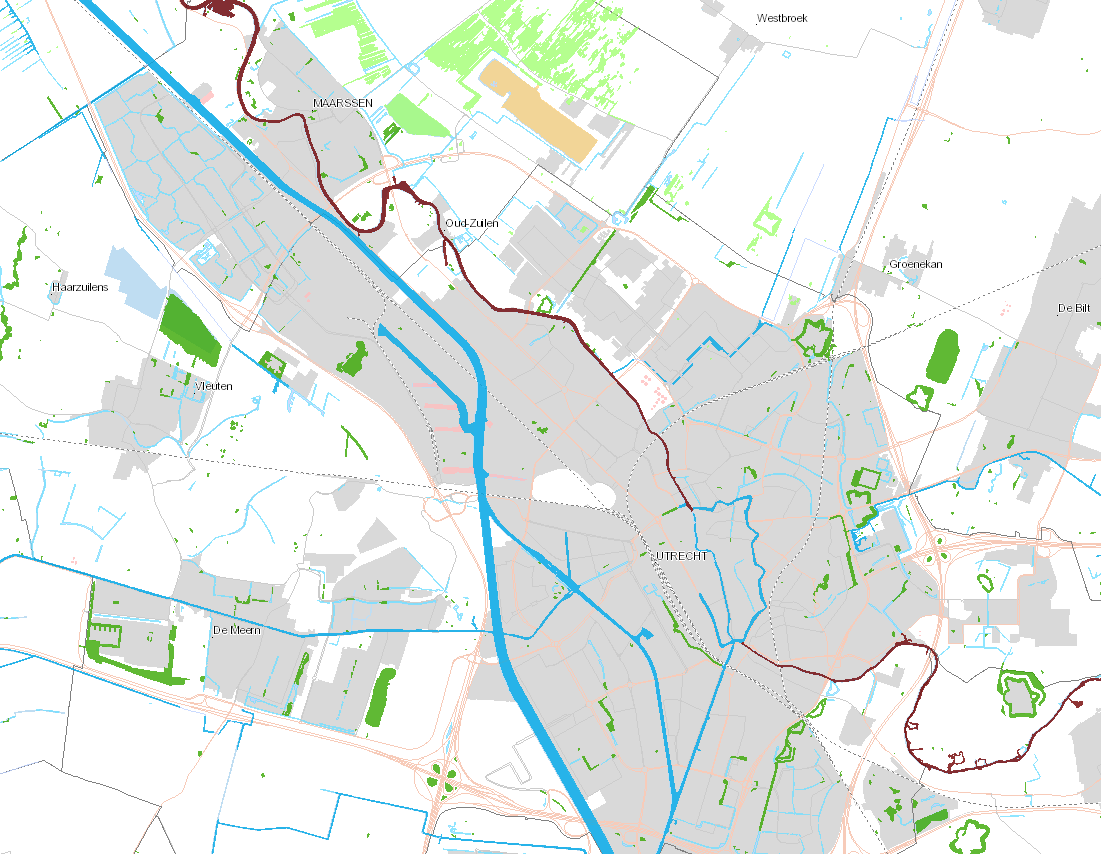 Westbroek
MAARSSEN
Oud-Zuilen
Groenekan
Haarzuilens
De Bilt
Vleuten
UTRECHT
De Meern